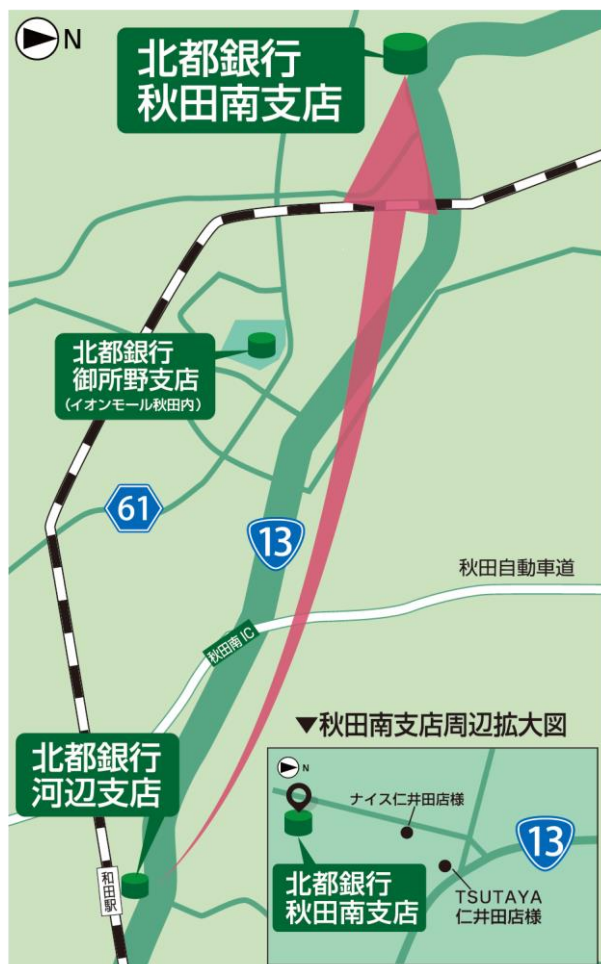 N
北都銀行
秋田南支店
北都銀行
御所野支店
(イオンモール秋田内)
61
13
秋田自動車道
秋田南IC
北都銀行
河辺支店
和田駅
▼秋田南支店周辺拡大図
N
ナイス仁井田店様
13
北都銀行
秋田南支店
TSUTAYA
仁井田店様